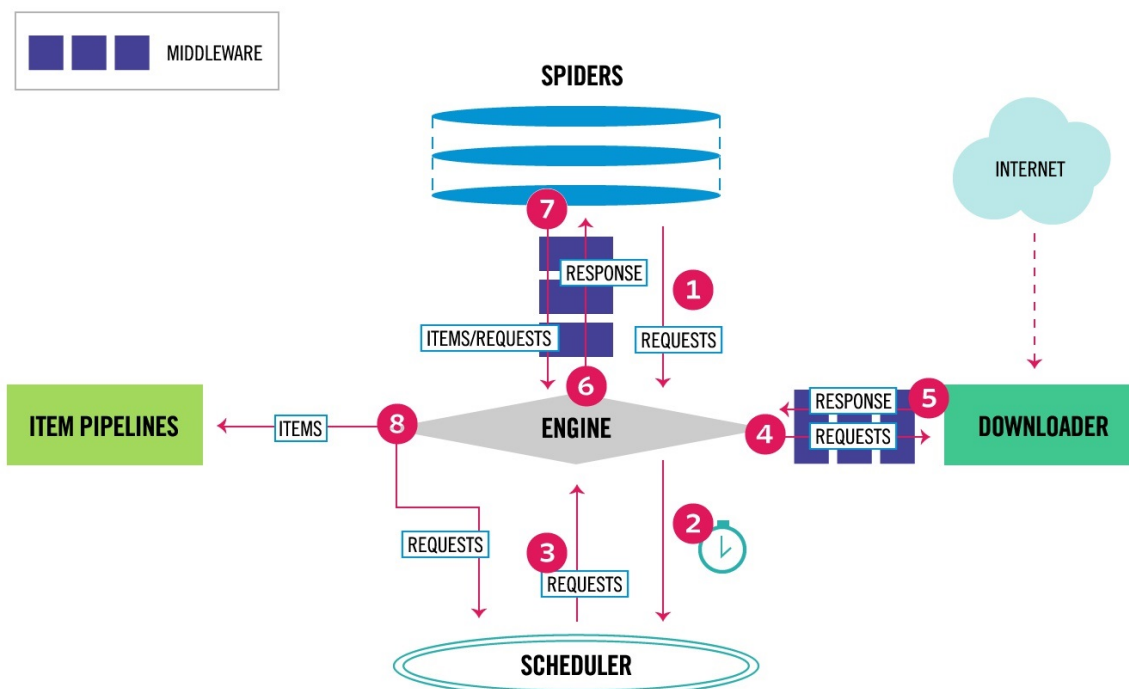 MIDDLEWARE
SPIDERS
INTERNET
7
RESPONSE
1
ITEMS/REQUESTS
REQUESTS
6
5
RESPONSE
ITEM PIPELINES
ITEMS
8
ENGINE
4
REQUESTS
DOWNLOADER
2
REQUESTS
3
REQUESTS
SCHEDULER